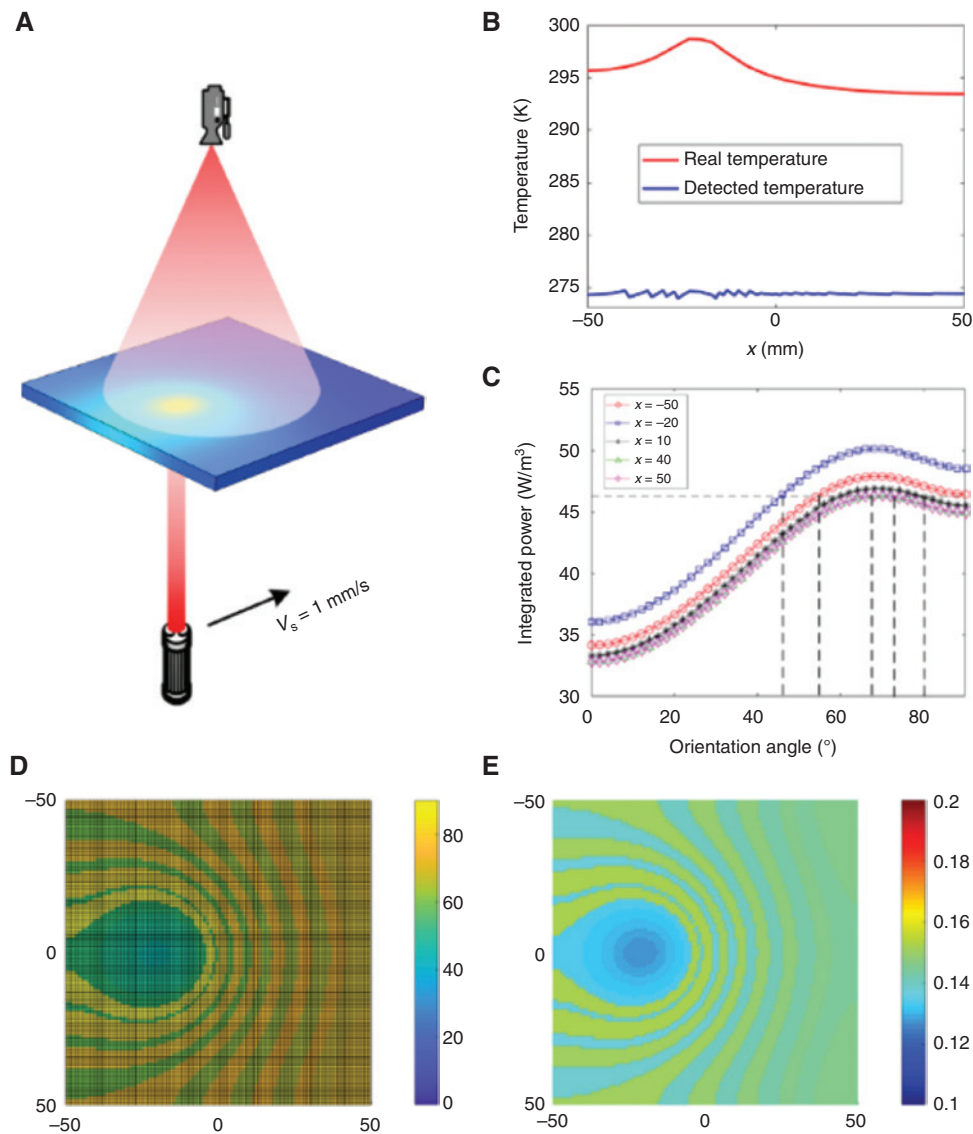 A
V_s = 1 mm/s
B
300
295
290
285
280
275
Temperature (K)
Real temperature
Detected temperature
−50
0
50
x (mm)
C
55
50
45
40
35
30
Integrated power (W/m³)
x = −50
x = −20
x = 10
x = 40
x = 50
0
20
40
60
80
Orientation angle (°)
D
−50
0
50
−50
0
50
80
60
40
20
0
E
−50
0
50
−50
0
50
0.2
0.18
0.16
0.14
0.12
0.1